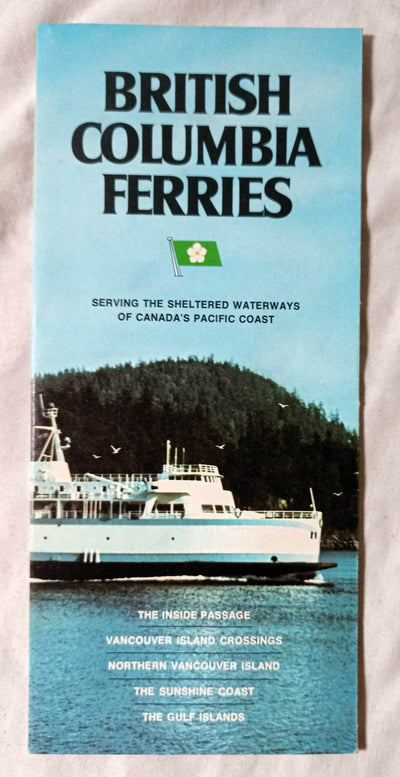 BRITISH
COLUMBIA
FERRIES
SERVING THE SHELTERED WATERWAYS
OF CANADA'S PACIFIC COAST
THE INSIDE PASSAGE
VANCOUVER ISLAND CROSSINGS
NORTHERN VANCOUVER ISLAND
THE SUNSHINE COAST
THE GULF ISLANDS